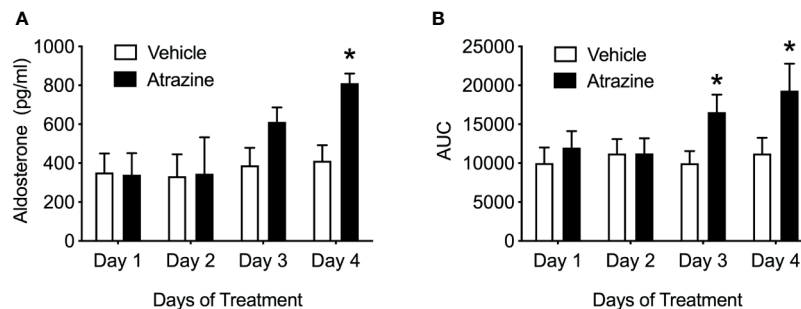 A
Aldosterone (pg/ml)
1000
800
600
400
200
0
Vehicle
Atrazine
*
Day 1 Day 2 Day 3 Day 4
Days of Treatment
B
AUC
25000
20000
15000
10000
5000
0
Vehicle
Atrazine
*
*
Day 1 Day 2 Day 3 Day 4
Days of Treatment